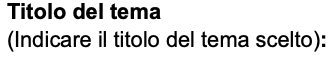 Titolo del tema
(Indicare il titolo del tema scelto):